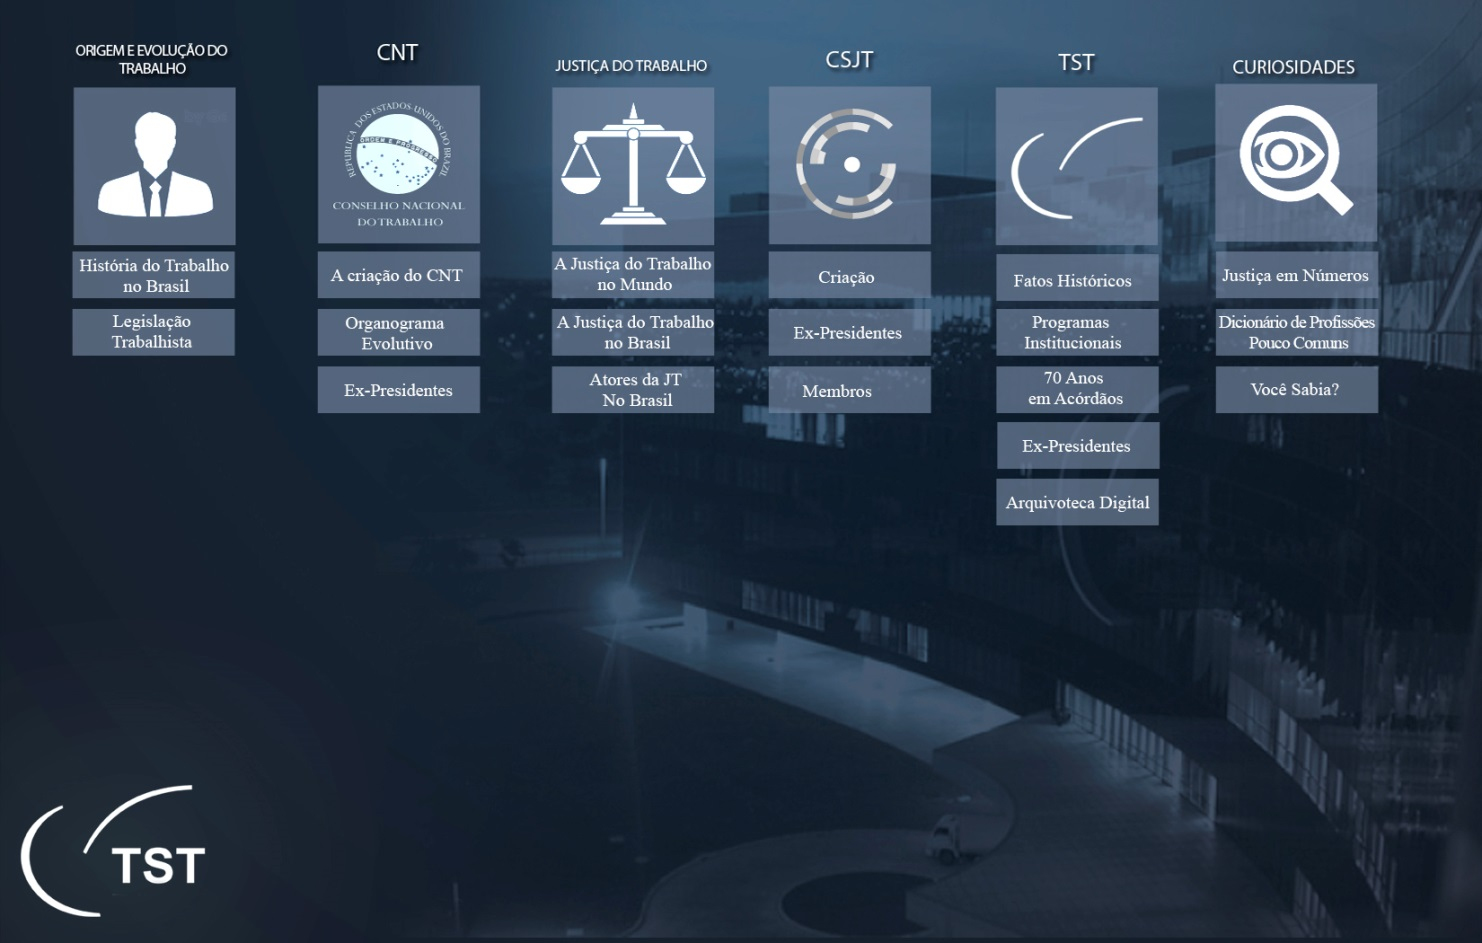 ORIGEM E EVOLUÇÃO DO
TRABALHO
História do Trabalho
no Brasil
Legislação
Trabalhista
CNT
REPUBLICA DOS ESTADOS UNIDOS DO BRAZIL
ORDEM E PROGRESSO
CONSELHO NACIONAL
DO TRABALHO
A criação do CNT
Organograma
Evolutivo
Ex-Presidentes
JUSTIÇA DO TRABALHO
A Justiça do Trabalho
no Mundo
A Justiça do Trabalho
no Brasil
Atores da JT
No Brasil
CSJT
Criação
Ex-Presidentes
Membros
TST
Fatos Históricos
Programas
Institucionais
70 Anos
em Acórdãos
Ex-Presidentes
Arquivoteca Digital
CURIOSIDADES
Justiça em Números
Dicionário de Profissões
Pouco Comuns
Você Sabia?
TST